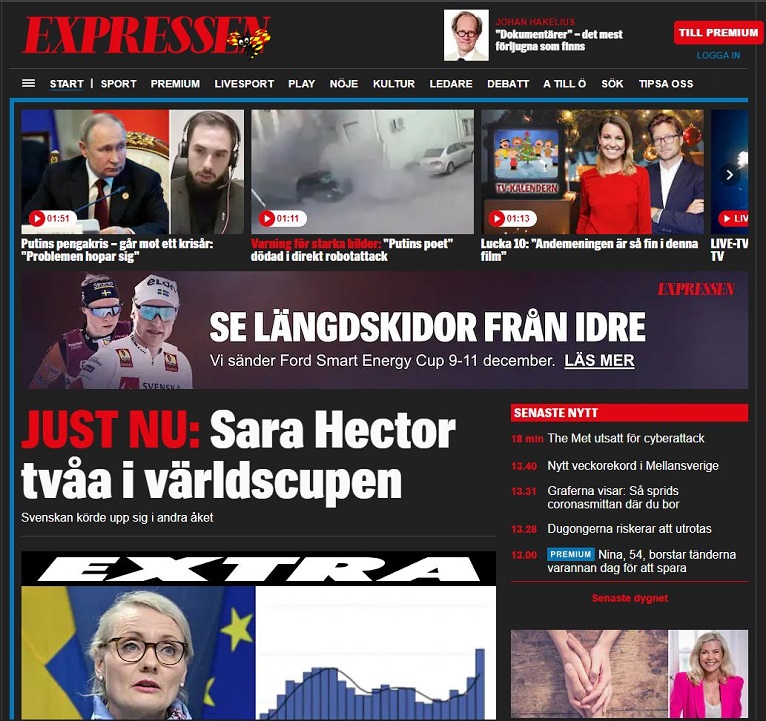 EXPRESSEN
JOHAN HAKELIUS
"Dokumentärer" – det mest
förljugna som finns
TILL PREMIUM
LOGGA IN
START | SPORT PREMIUM LIVESPORT PLAY NÖJE KULTUR LEDARE DEBATT A TILL Ö SÖK TIPSA OSS
01:51
01:11
TV-KALENDERN
01:13
LIV
Putins pengakris – går mot ett krisår:
"Problemen hopar sig"
Varning för starka bilder: "Putins poet"
dödad i direkt robotattack
Lucka 10: "Andemeningen är så fin i denna
film"
LIVE-TV
TV
EXPRESSEN
SE LÄNGDSKIDOR FRÅN IDRE
Vi sänder Ford Smart Energy Cup 9-11 december. LÄS MER
SVENSKA
JUST NU: Sara Hector
tvåa i världscupen
Svenskan körde upp sig i andra åket
EXTRA
SENASTE NYTT
18 min The Met utsatt för cyberattack
13.40 Nytt veckorekord i Mellansverige
13.31 Graferna visar: Så sprids
coronasmittan där du bor
13.28 Dugongerna riskerar att utrotas
13.00 PREMIUM Nina, 54, borstar tänderna
varannan dag för att spara
Senaste dygnet